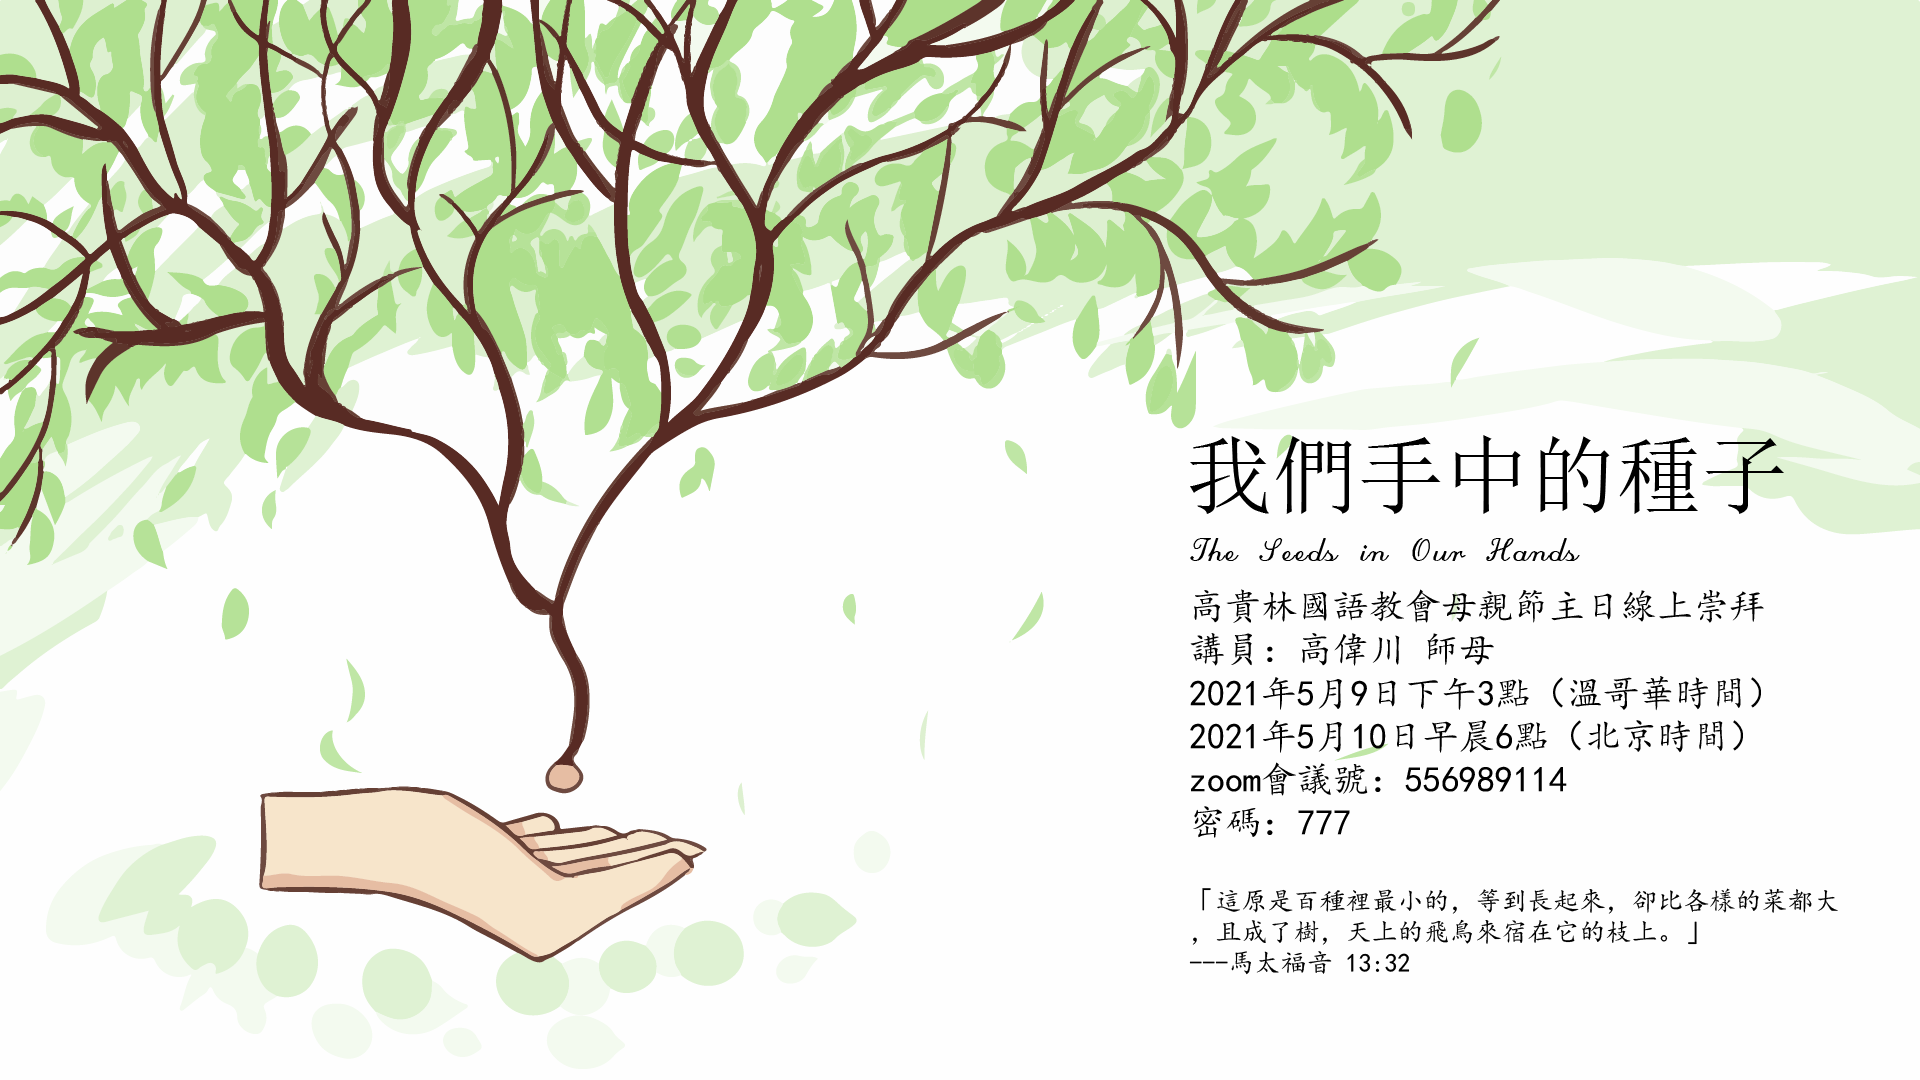 我們手中的種子
The Seeds in Our Hands
高貴林國語教會母親節主日線上崇拜
講員：高偉川 師母
2021年5月9日下午3點（溫哥華時間）
2021年5月10日早晨6點（北京時間）
zoom會議號：556989114
密碼：777
「這原是百種裡最小的，等到長起來，卻比各樣的菜都大
，且成了樹，天上的飛鳥來宿在它的枝上。」
---馬太福音 13:32